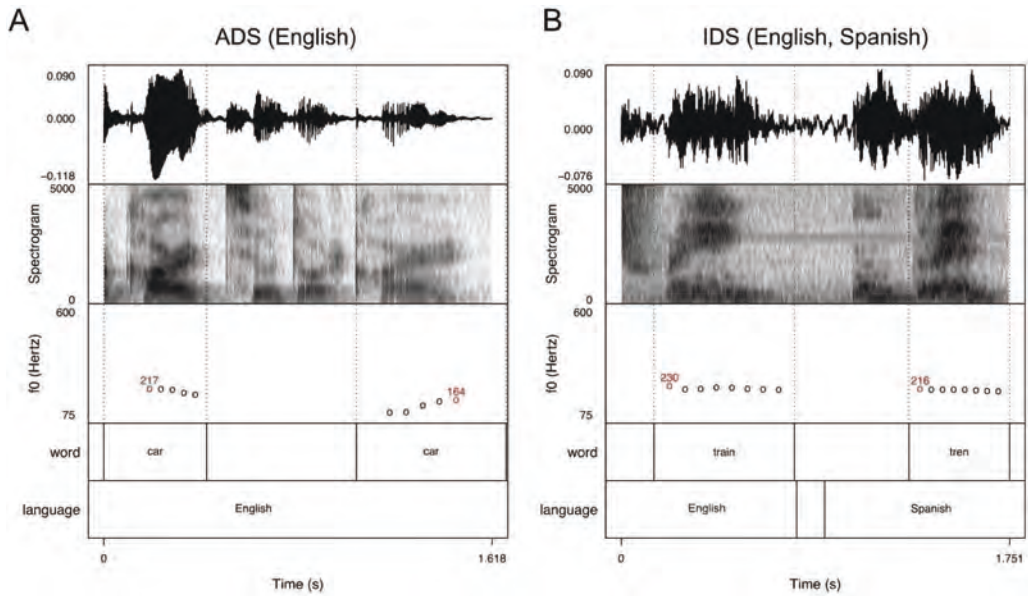 A
ADS (English)
0.090
0.000
−0.118
5000
Spectrogram
0
600
f0 (Hertz)
217
164
75
word
car
car
language
English
0
1.618
Time (s)
B
IDS (English, Spanish)
0.090
0.000
−0.076
5000
Spectrogram
0
600
f0 (Hertz)
230
216
75
word
train
tren
language
English
Spanish
0
1.751
Time (s)